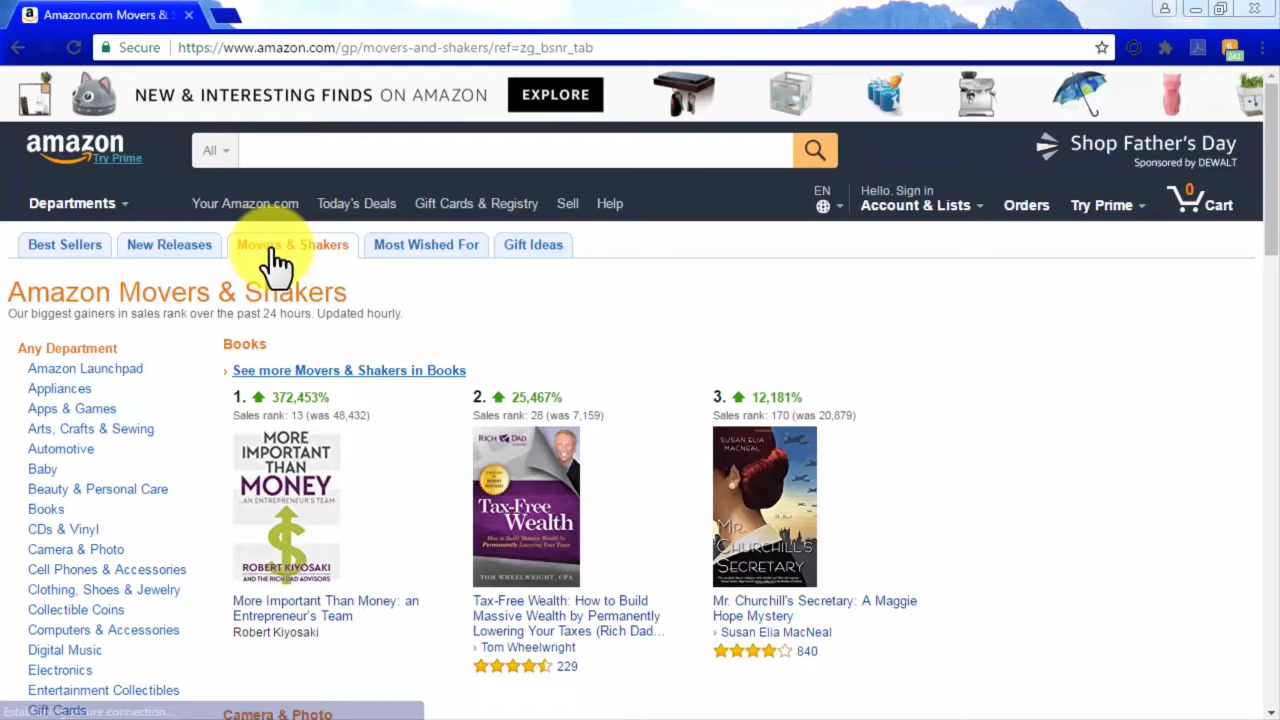 Amazon.com Movers &
Secure https://www.amazon.com/gp/movers-and-shakers/ref=zg_bsnr_tab
241
NEW & INTERESTING FINDS ON AMAZON EXPLORE
amazon
Try Prime
All
Shop Father's Day
Sponsored by DEWALT
Departments
Your Amazon.com Today's Deals Gift Cards & Registry Sell Help
EN
Hello. Sign in
Account & Lists
Orders
Try Prime
0
Cart
Best Sellers New Releases Movers & Shakers Most Wished For Gift Ideas
Amazon Movers & Shakers
Our biggest gainers in sales rank over the past 24 hours. Updated hourly.
Any Department
Amazon Launchpad
Appliances
Apps & Games
Arts, Crafts & Sewing
Automotive
Baby
Beauty & Personal Care
Books
CDs & Vinyl
Camera & Photo
Cell Phones & Accessories
Clothing, Shoes & Jewelry
Collectible Coins
Computers & Accessories
Digital Music
Electronics
Entertainment Collectibles
Gift Cards
Books
› See more Movers & Shakers in Books
1. 372,453%
Sales rank: 13 (was 48,432)
MORE
IMPORTANT
THAN
MONEY
AN ENTREPRENEUR'S TEAM
ROBERT KIYOSAKI
AND THE RICH DAD ADVISORS
More Important Than Money: an
Entrepreneur's Team
Robert Kiyosaki
2. 25,467%
Sales rank: 28 (was 7,159)
RICH DAD
Tax-Free
Wealth
How to Build Massive Wealth by
Permanently Lowering Your Taxes
TOM WHEELWRIGHT, CPA
Tax-Free Wealth: How to Build
Massive Wealth by Permanently
Lowering Your Taxes (Rich Dad...
› Tom Wheelwright
229
3. 12,181%
Sales rank: 170 (was 20,879)
SUSAN ELIA
MACNEAL
MR.
CHURCHILL'S
SECRETARY
Mr. Churchill's Secretary: A Maggie
Hope Mystery
› Susan Elia MacNeal
840
Camera & Photo